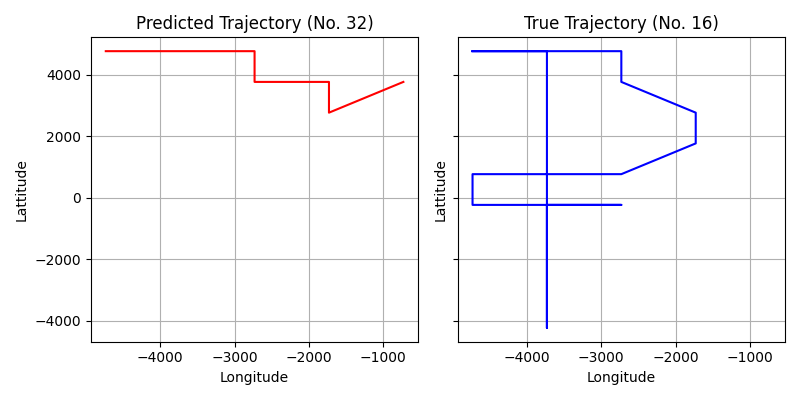 Predicted Trajectory (No. 32)
4000
2000
0
−2000
−4000
Lattitude
−4000 −3000 −2000 −1000
Longitude
True Trajectory (No. 16)
Lattitude
−4000 −3000 −2000 −1000
Longitude